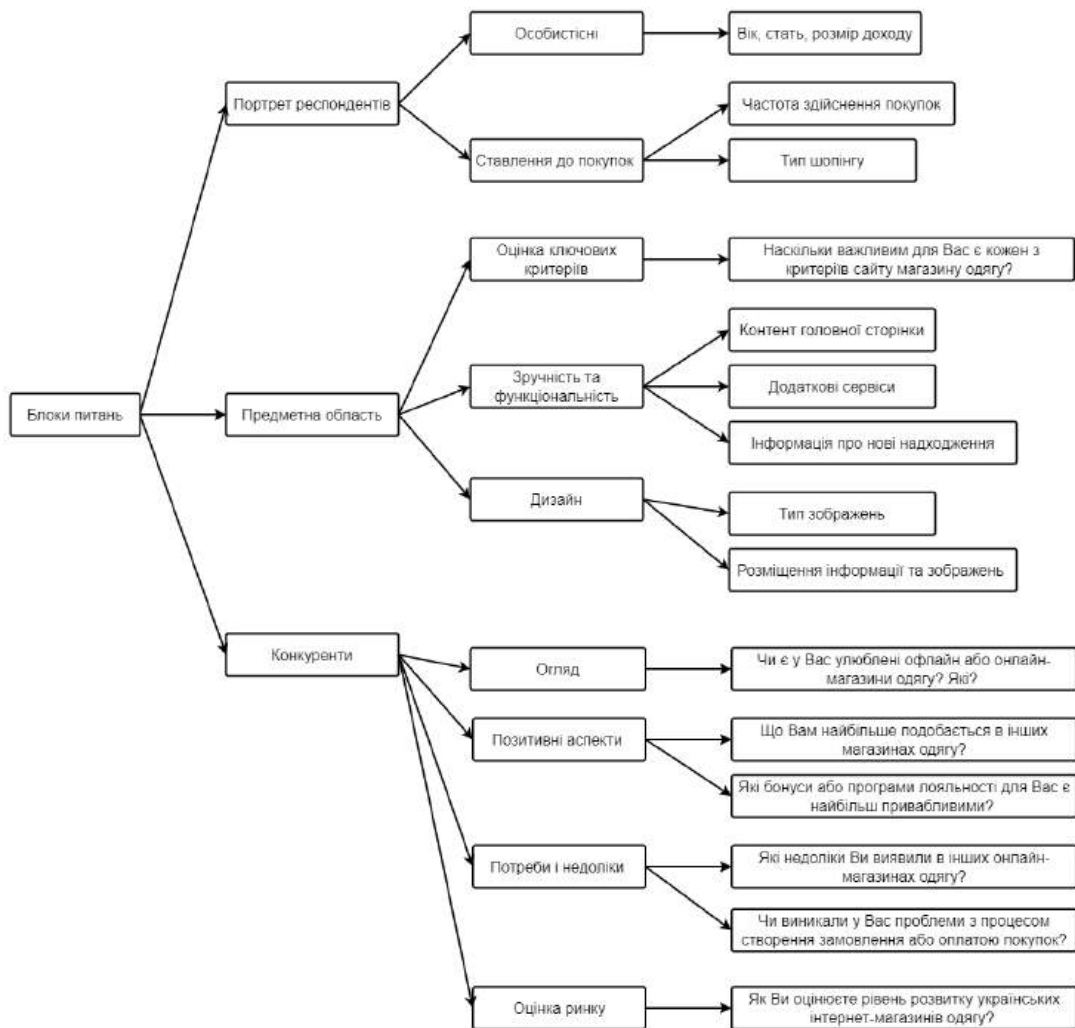 Особистісні
Вік, стать, розмір доходу
Портрет респондентів
Частота здійснення покупок
Ставлення до покупок
Тип шопінгу
Оцінка ключових
критеріїв
Наскільки важливим для Вас є кожен з
критеріїв сайту магазину одягу?
Контент головної сторінки
Зручність та
функціональність
Додаткові сервіси
Блоки питань
Предметна область
Інформація про нові надходження
Дизайн
Тип зображень
Розміщення інформації та зображень
Конкуренти
Огляд
Чи є у Вас улюблені офлайн або онлайн-
магазини одягу? Які?
Позитивні аспекти
Що Вам найбільше подобається в інших
магазинах одягу?
Які бонуси або програми лояльності для Вас є
найбільш привабливими?
Потреби і недоліки
Які недоліки Ви виявили в інших онлайн-
магазинах одягу?
Чи виникали у Вас проблеми з процесом
створення замовлення або оплатою покупок?
Оцінка ринку
Як Ви оцінюєте рівень розвитку українських
інтернет-магазинів одягу?